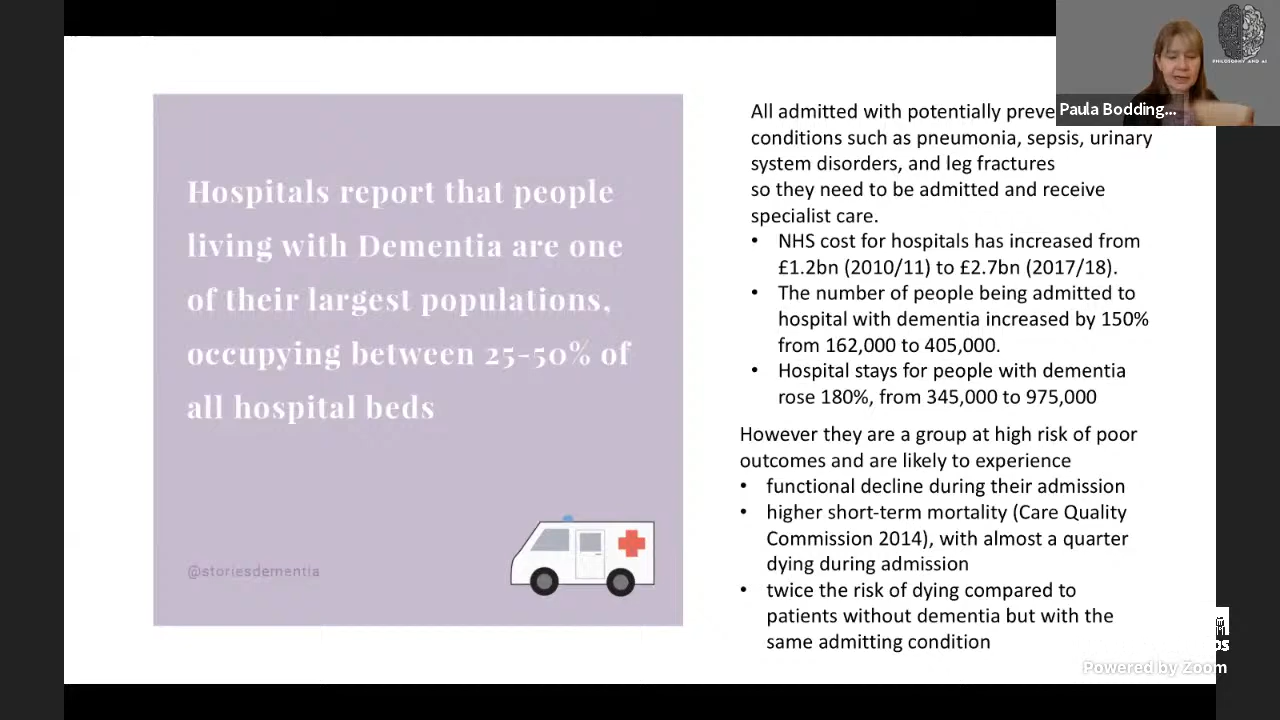 Hospitals report that people
living with Dementia are one
of their largest populations,
occupying between 25-50% of
all hospital beds
@storiesdementia
All admitted with potentially
conditions such as pneumonia, sepsis, urinary
system disorders, and leg fractures
so they need to be admitted and receive
specialist care.
• NHS cost for hospitals has increased from
£1.2bn (2010/11) to £2.7bn (2017/18).
• The number of people being admitted to
hospital with dementia increased by 150%
from 162,000 to 405,000.
• Hospital stays for people with dementia
rose 180%, from 345,000 to 975,000
However they are a group at high risk of poor
outcomes and are likely to experience
• functional decline during their admission
• higher short-term mortality (Care Quality
Commission 2014), with almost a quarter
dying during admission
• twice the risk of dying compared to
patients without dementia but with the
same admitting condition
PHILOSOPHY AND AI
Paula Bodding...
Powered by Zoom